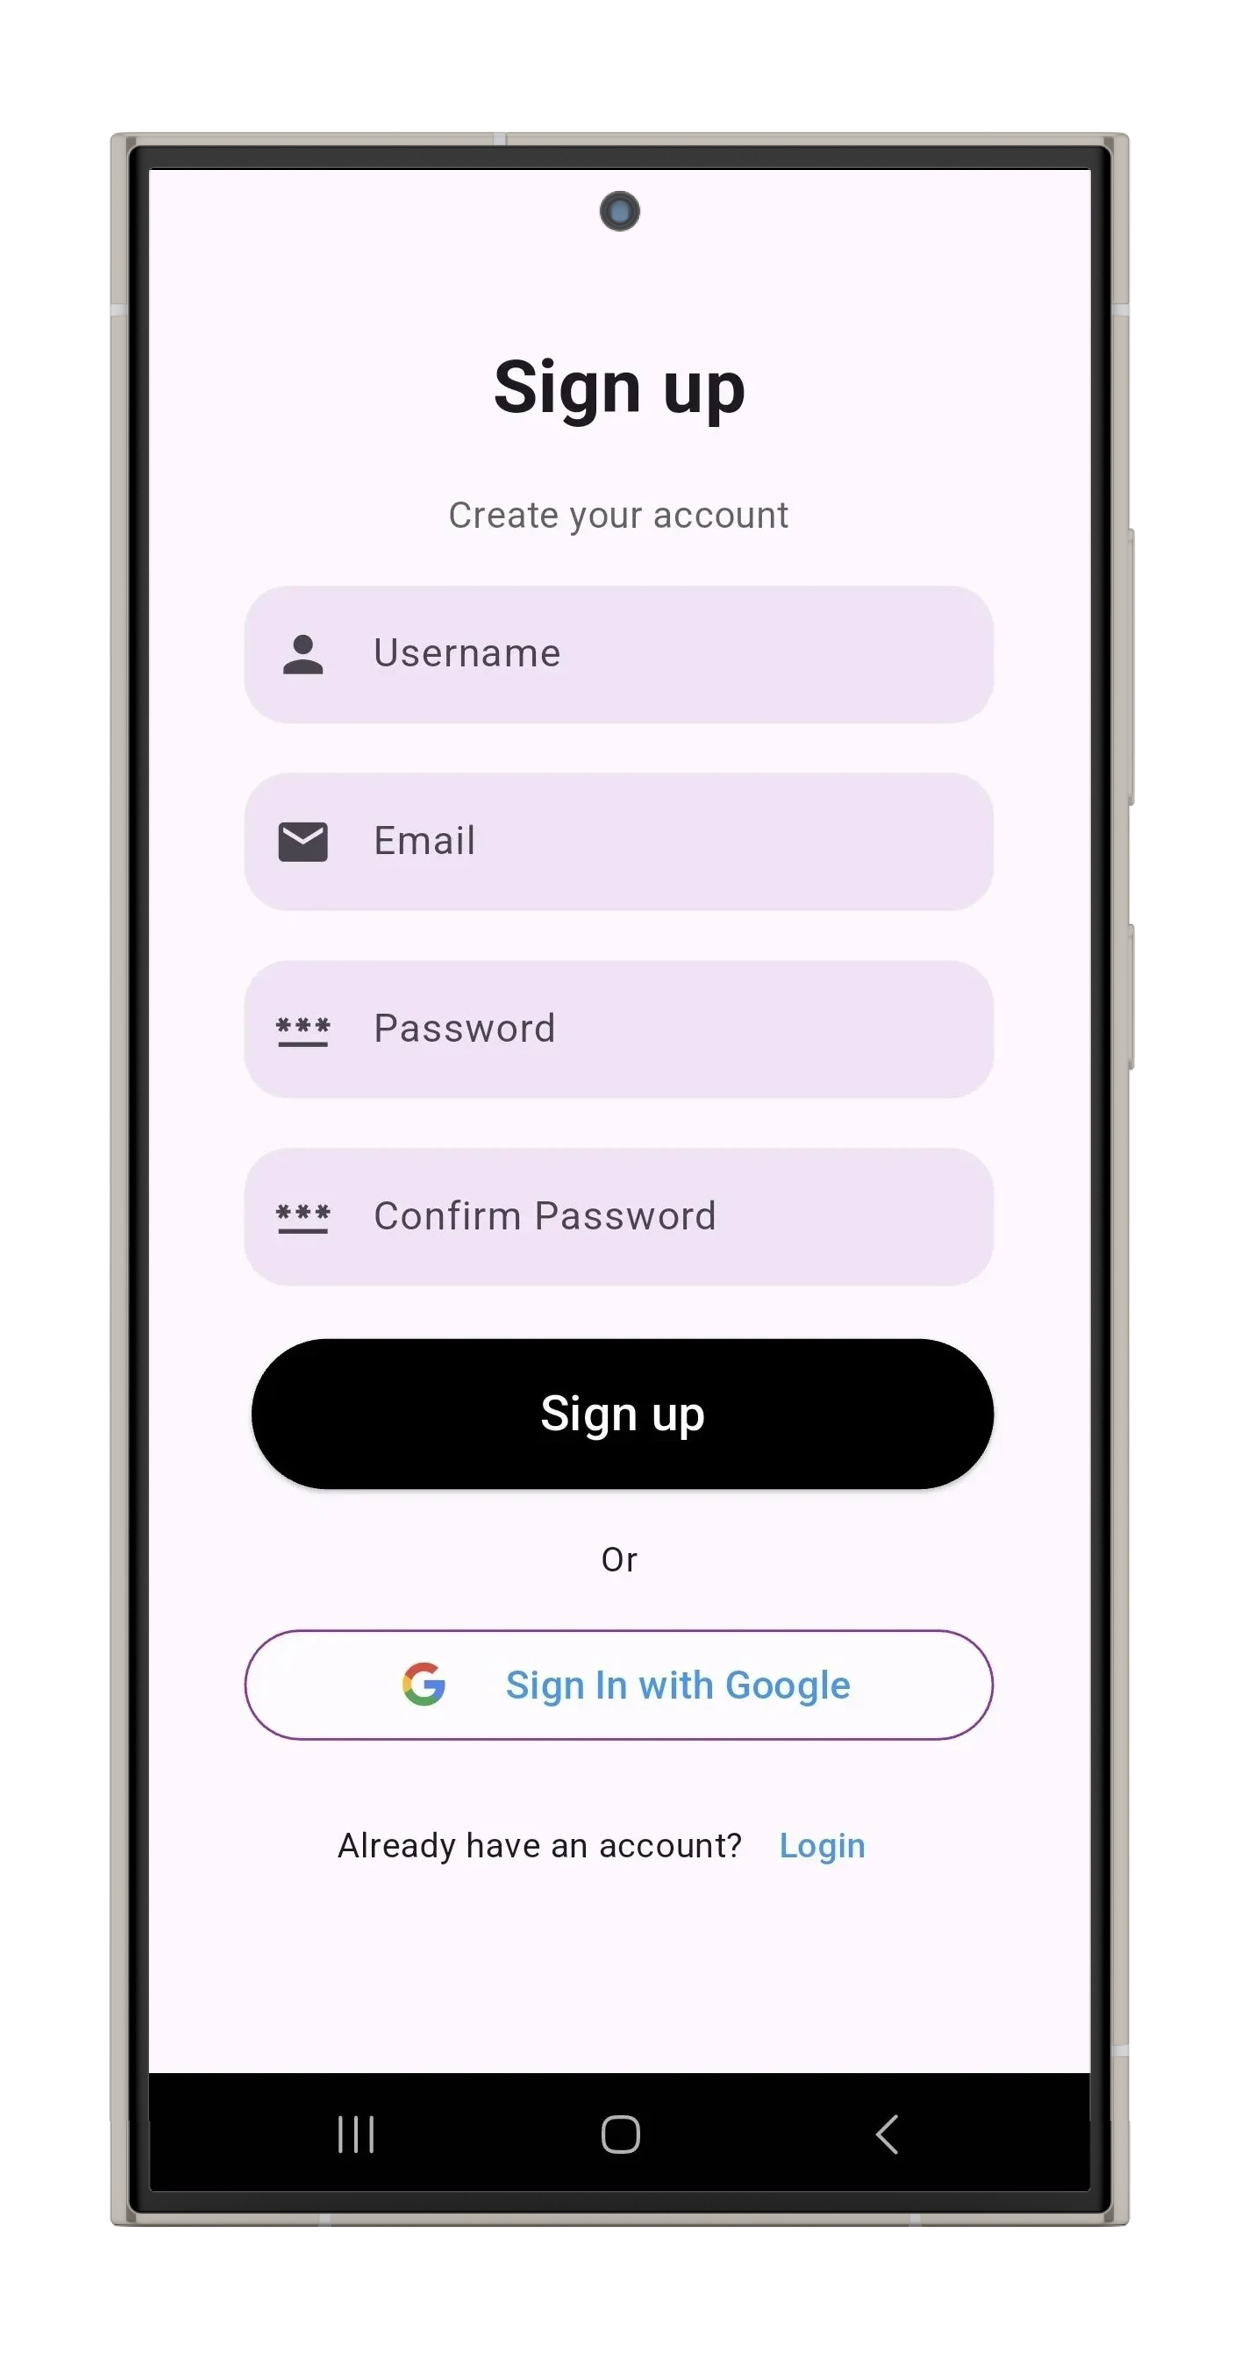 Sign up
Create your account
Username
Email
*** Password
*** Confirm Password
Sign up
Or
Sign In with Google
Already have an account? Login